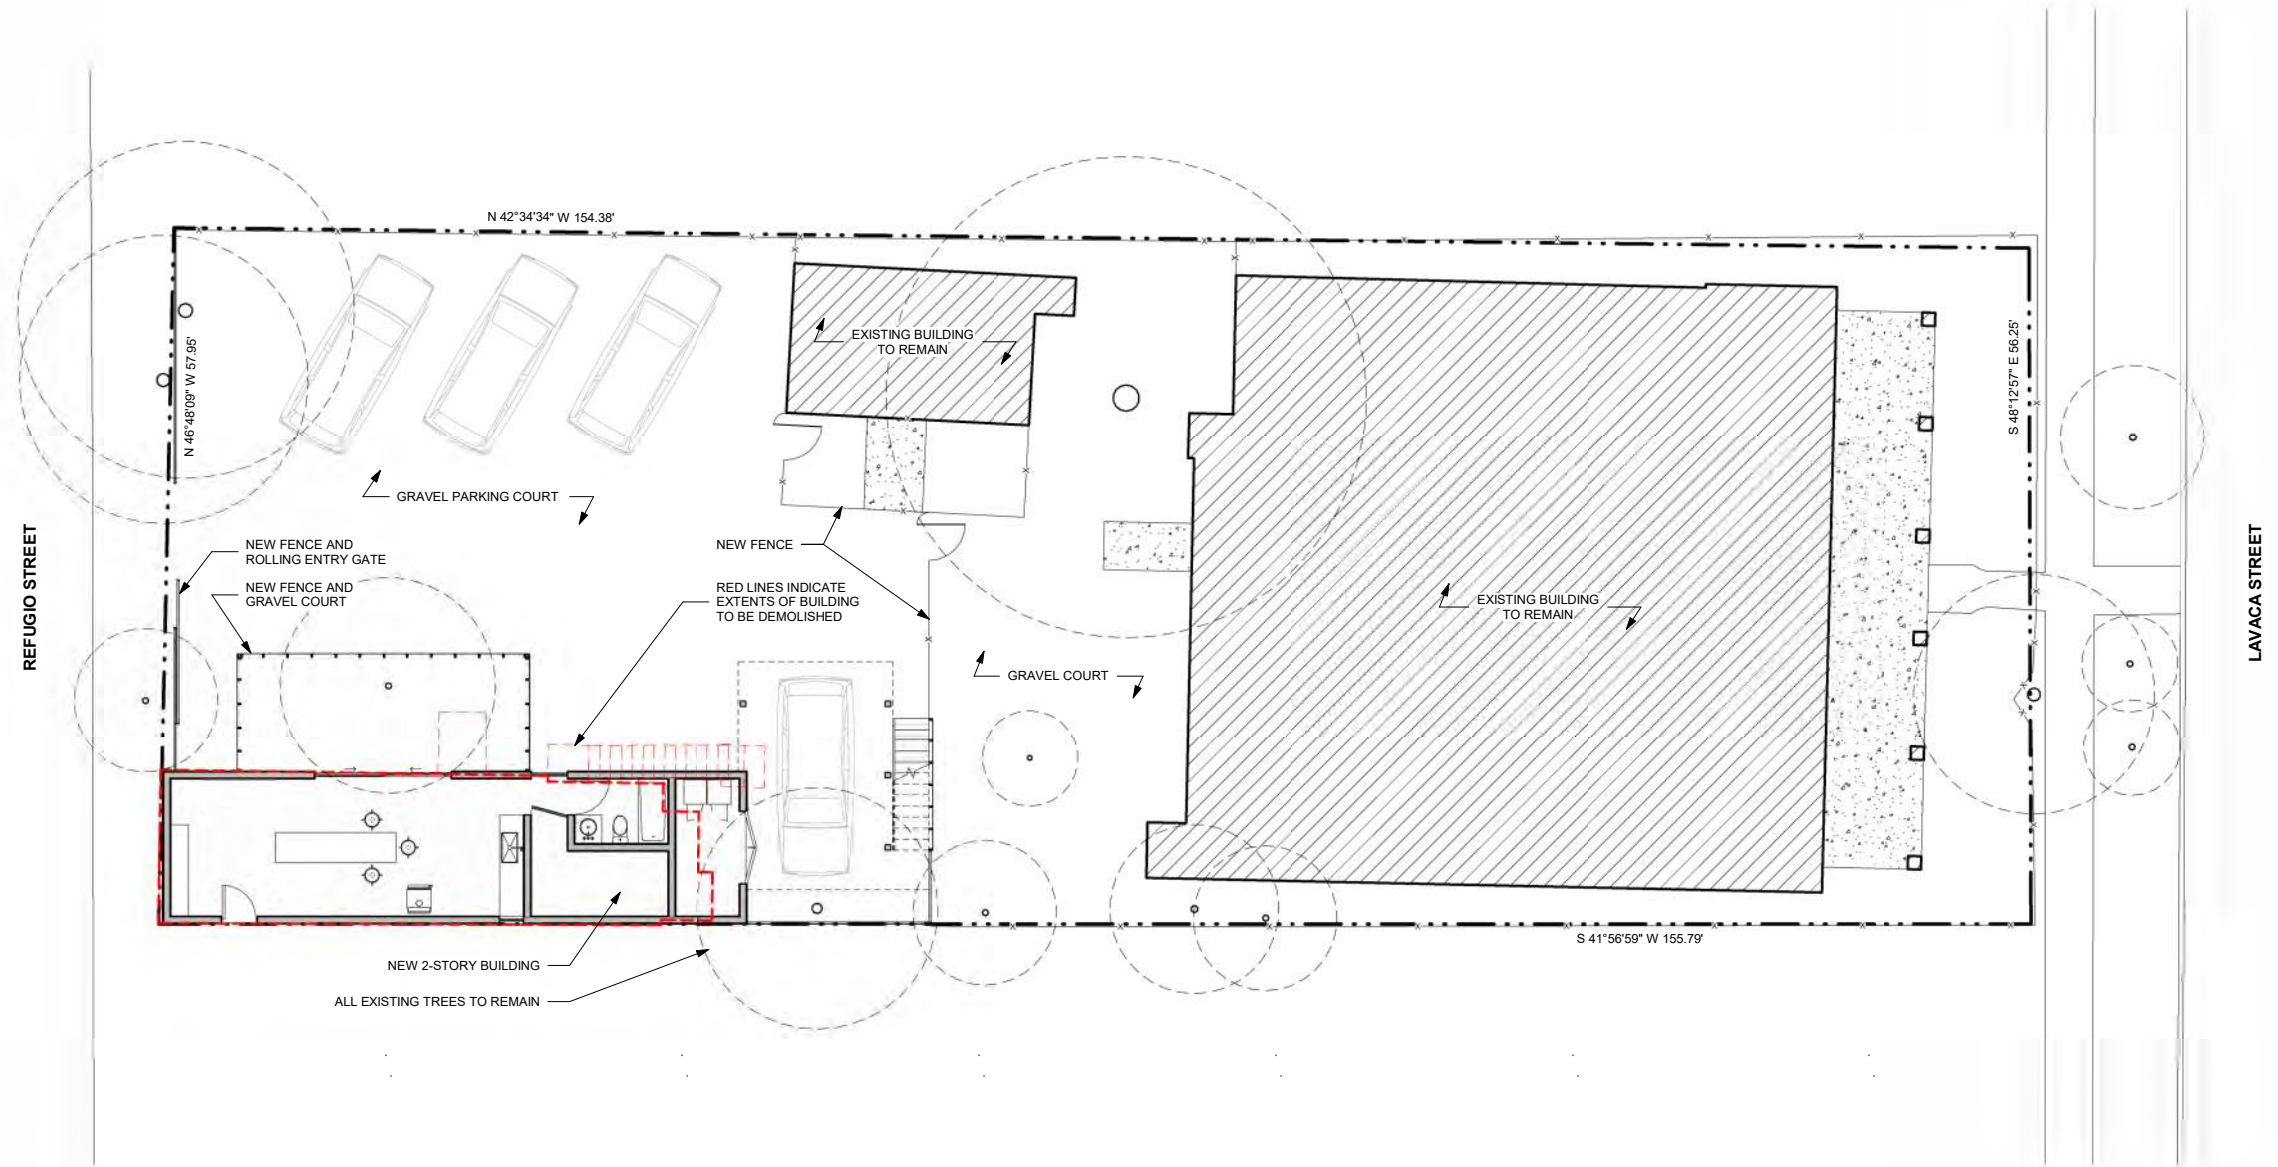 N 42°34'34" W 154.38'
N 46°48'09" W 57.95'
EXISTING BUILDING
TO REMAIN
S 48°12'57" E 56.25'
GRAVEL PARKING COURT
REFUGIO STREET
NEW FENCE AND
ROLLING ENTRY GATE
NEW FENCE AND
GRAVEL COURT
NEW FENCE
RED LINES INDICATE
EXTENTS OF BUILDING
TO BE DEMOLISHED
EXISTING BUILDING
TO REMAIN
LAVACA STREET
GRAVEL COURT
S 41°56'59" W 155.79'
NEW 2-STORY BUILDING
ALL EXISTING TREES TO REMAIN